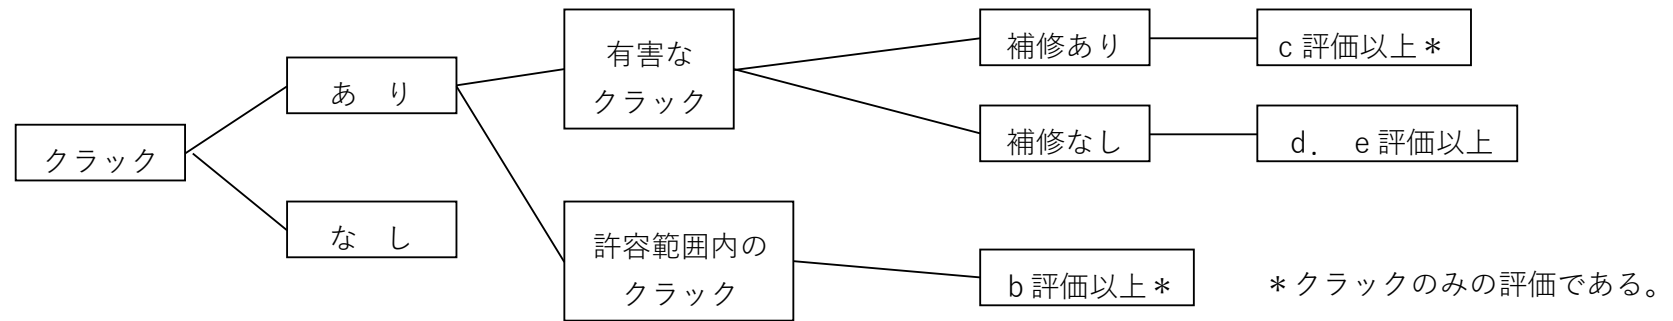 クラック
あ　り
な　し
有害な
クラック
許容範囲内の
クラック
補修あり
補修なし
c評価以上＊
d．　e評価以上
b評価以上＊
＊クラックのみの評価である。